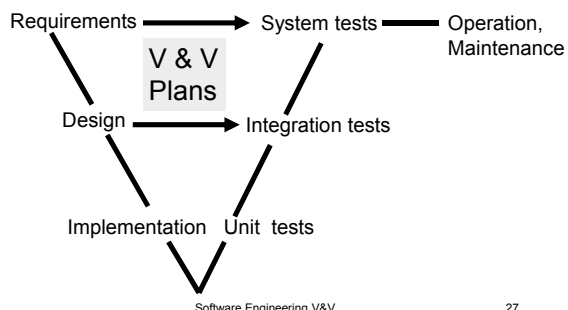 Requirements
System tests
Operation,
Maintenance
V & V
Plans
Design
Integration tests
Implementation
Unit tests
Software Engineering V&V
27